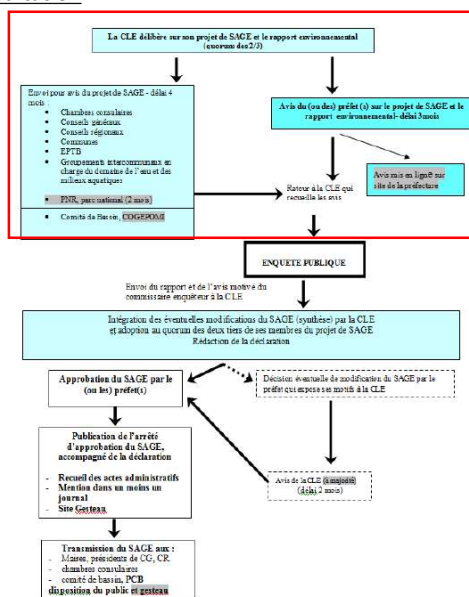 La CLE délibère sur son projet de SAGE et le rapport environnemental
(quorum des 2/3)
Envoi pour avis du projet de SAGE - délai 4
mois :
Chambres consulaires
Conseils généraux
Conseils régionaux
Communes
EPTB
Groupements intercommunaux en
charge du domaine de l'eau et des
milieux aquatiques
PNR, parc national (2 mois)
Comité de Bassin, COGEPOMI
Avis du (ou des) préfet (s) sur le projet de SAGE et le
rapport environnemental- délai 3mois
Avis mis en ligne sur
site de la préfecture
Retour à la CLE qui
recueille les avis
ENQUETE PUBLIQUE
Envoi du rapport et de l'avis motivé du
commissaire enquêteur à la CLE
Intégration des éventuelles modifications du SAGE (synthèse) par la CLE
et adoption au quorum des deux tiers de ses membres du projet de SAGE
Rédaction de la déclaration
Approbation du SAGE par le
(ou les) préfet(s)
Décision éventuelle de modification du SAGE par le
préfet qui expose ses motifs à la CLE
Publication de l'arrêté
d'approbation du SAGE,
accompagné de la déclaration
- Recueil des actes administratifs
- Mention dans un moins un
journal
- Site Gesteau
Avis de la CLE (à majorité)
(délai 2 mois)
Transmission du SAGE aux :
- Maires, présidents de CG, CR
- chambres consulaires
- comité de bassin, PCB
disposition du public et gesteau